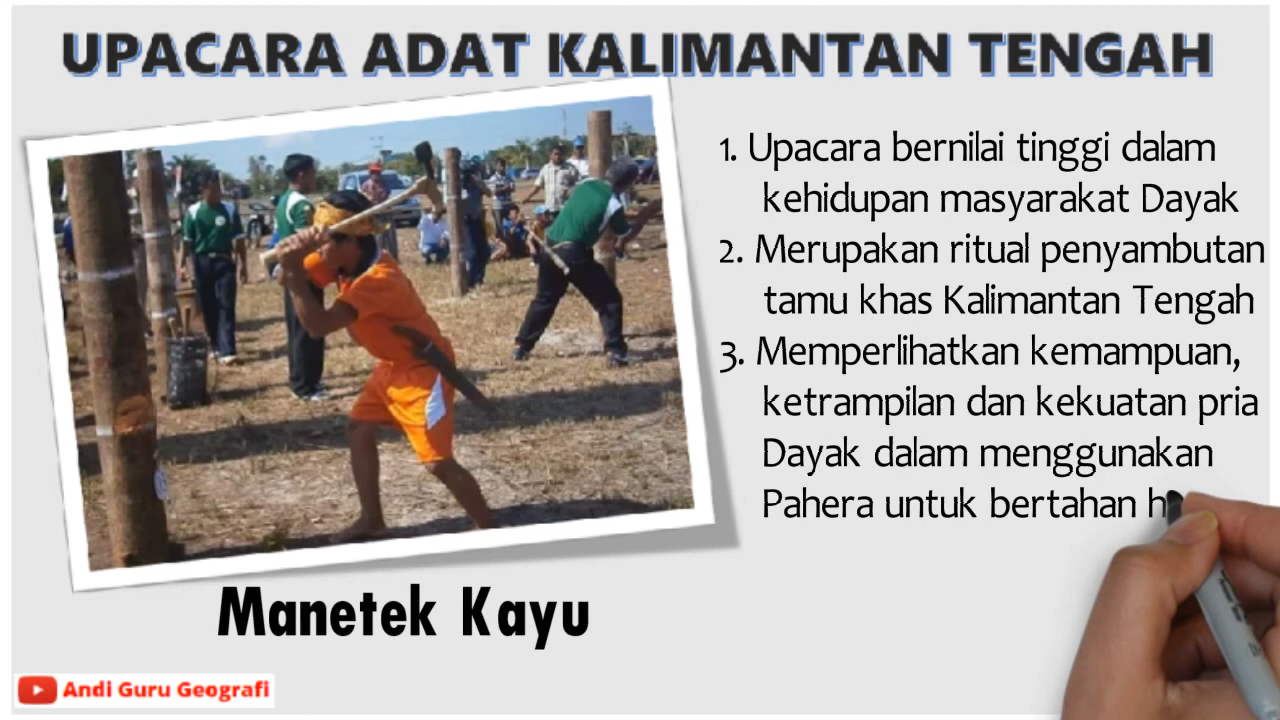 UPACARA ADAT KALIMANTAN TENGAH
1. Upacara bernilai tinggi dalam
kehidupan masyarakat Dayak
2. Merupakan ritual penyambutan
tamu khas Kalimantan Tengah
3. Memperlihatkan kemampuan,
ketrampilan dan kekuatan pria
Dayak dalam menggunakan
Pahera untuk bertahan h
Manetek Kayu
Andi Guru Geografi